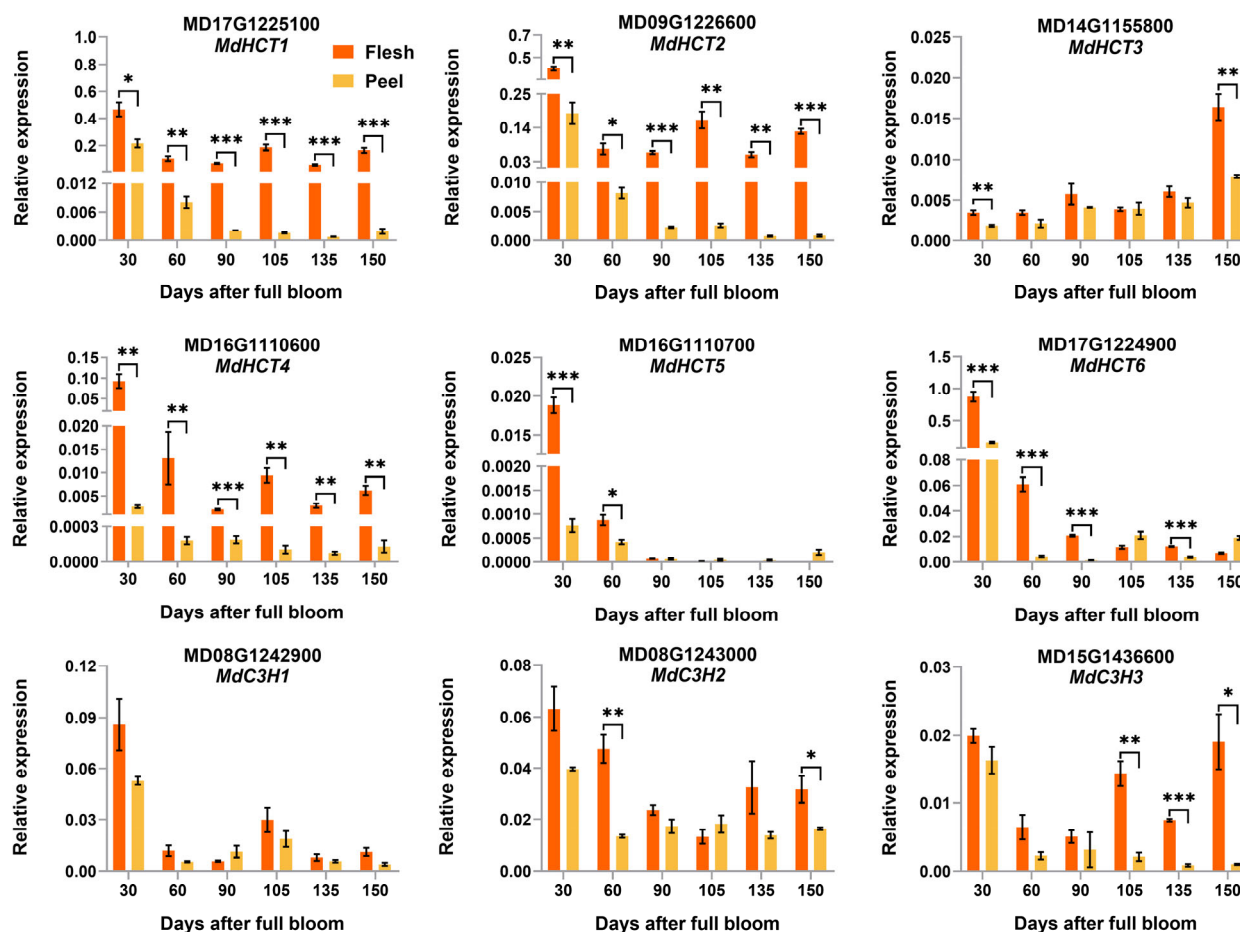 MD17G1225100
MdHCT1
Relative expression
1.0
0.8
0.6
0.4
0.2
0.012
0.006
0.000
*
**
***
***
***
***
Flesh
Peel
30 60 90 105 135 150
Days after full bloom
MD09G1226600
MdHCT2
Relative expression
0.7
0.5
0.25
0.14
0.03
0.010
0.005
0.000
**
*
***
**
**
***
30 60 90 105 135 150
Days after full bloom
MD14G1155800
MdHCT3
Relative expression
0.025
0.020
0.015
0.010
0.005
0.000
**
**
30 60 90 105 135 150
Days after full bloom
MD16G1110600
MdHCT4
Relative expression
0.15
0.10
0.05
0.020
0.015
0.010
0.005
0.0003
0.0000
**
**
***
**
**
**
30 60 90 105 135 150
Days after full bloom
MD16G1110700
MdHCT5
Relative expression
0.025
0.020
0.015
0.0020
0.0015
0.0010
0.0005
0.0000
***
*
30 60 90 105 135 150
Days after full bloom
MD17G1224900
MdHCT6
Relative expression
1.5
1.0
0.5
0.08
0.06
0.04
0.02
0.00
***
***
***
***
30 60 90 105 135 150
Days after full bloom
MD08G1242900
MdC3H1
Relative expression
0.12
0.09
0.06
0.03
0.00
30 60 90 105 135 150
Days after full bloom
MD08G1243000
MdC3H2
Relative expression
0.08
0.06
0.04
0.02
0.00
**
*
30 60 90 105 135 150
Days after full bloom
MD15G1436600
MdC3H3
Relative expression
0.03
0.02
0.01
0.00
**
***
*
30 60 90 105 135 150
Days after full bloom